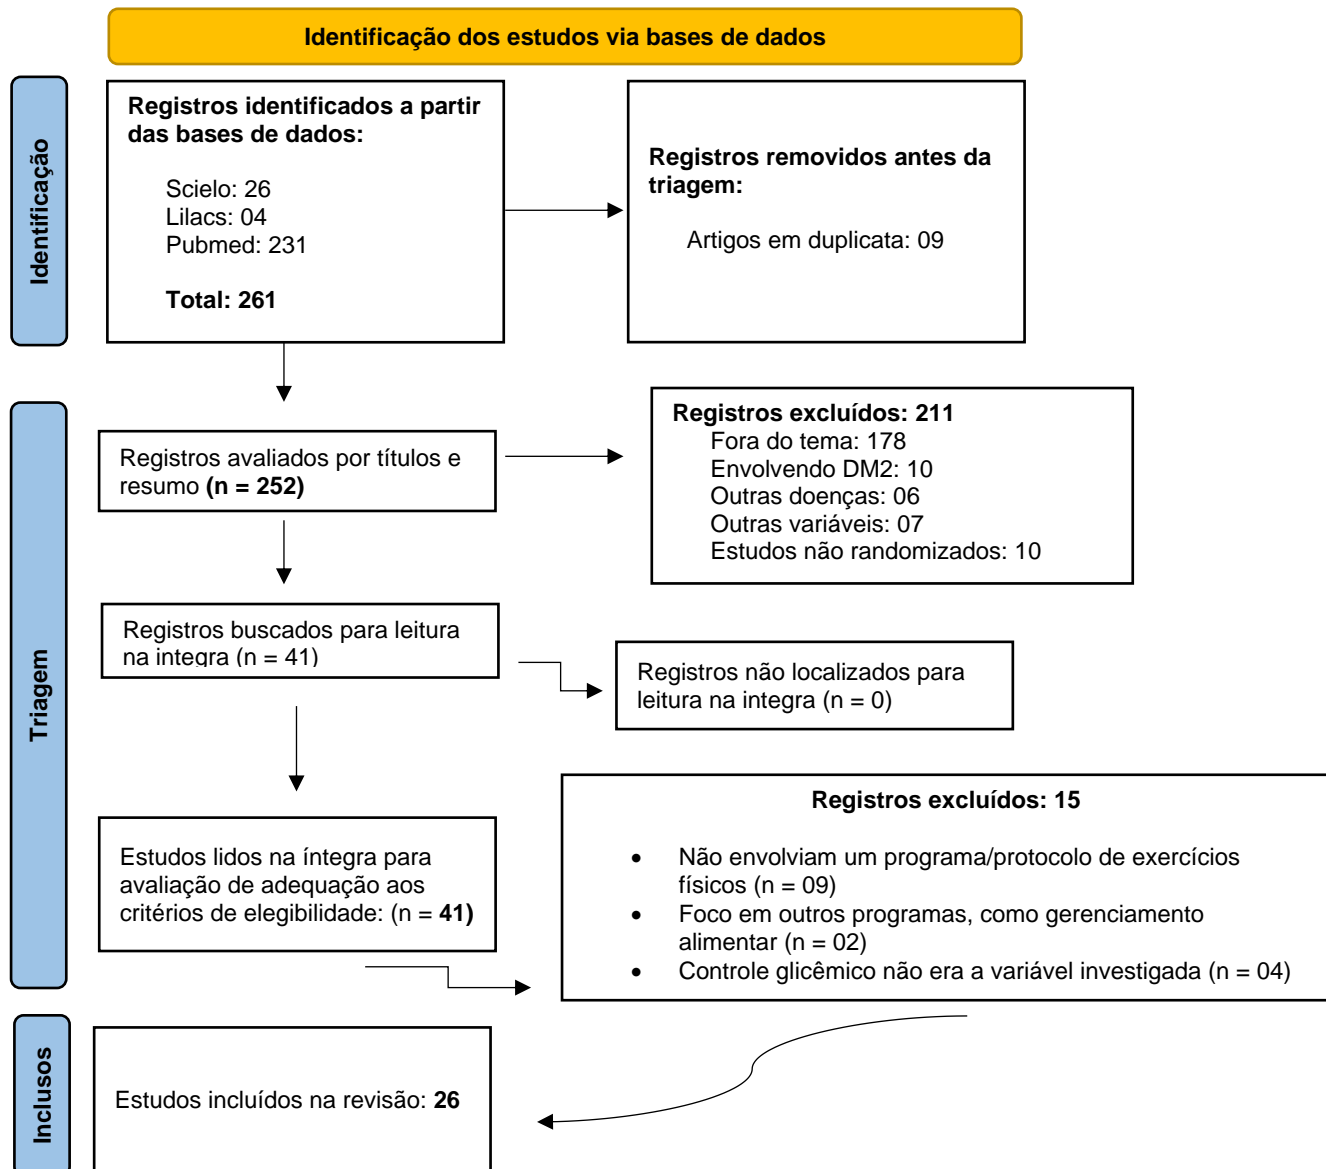 Identificação dos estudos via bases de dados
Identificação
Registros identificados a partir
das bases de dados:
Scielo: 26
Lilacs: 04
Pubmed: 231
Total: 261
Registros removidos antes da
triagem:
Artigos em duplicata: 09
Triagem
Registros avaliados por títulos e
resumo (n = 252)
Registros excluídos: 211
Fora do tema: 178
Envolvendo DM2: 10
Outras doenças: 06
Outras variáveis: 07
Estudos não randomizados: 10
Registros buscados para leitura
na integra (n = 41)
Registros não localizados para
leitura na integra (n = 0)
Estudos lidos na íntegra para
avaliação de adequação aos
critérios de elegibilidade: (n = 41)
Registros excluídos: 15
• Não envolviam um programa/protocolo de exercícios
físicos (n = 09)
• Foco em outros programas, como gerenciamento
alimentar (n = 02)
• Controle glicêmico não era a variável investigada (n = 04)
Inclusos
Estudos incluídos na revisão: 26